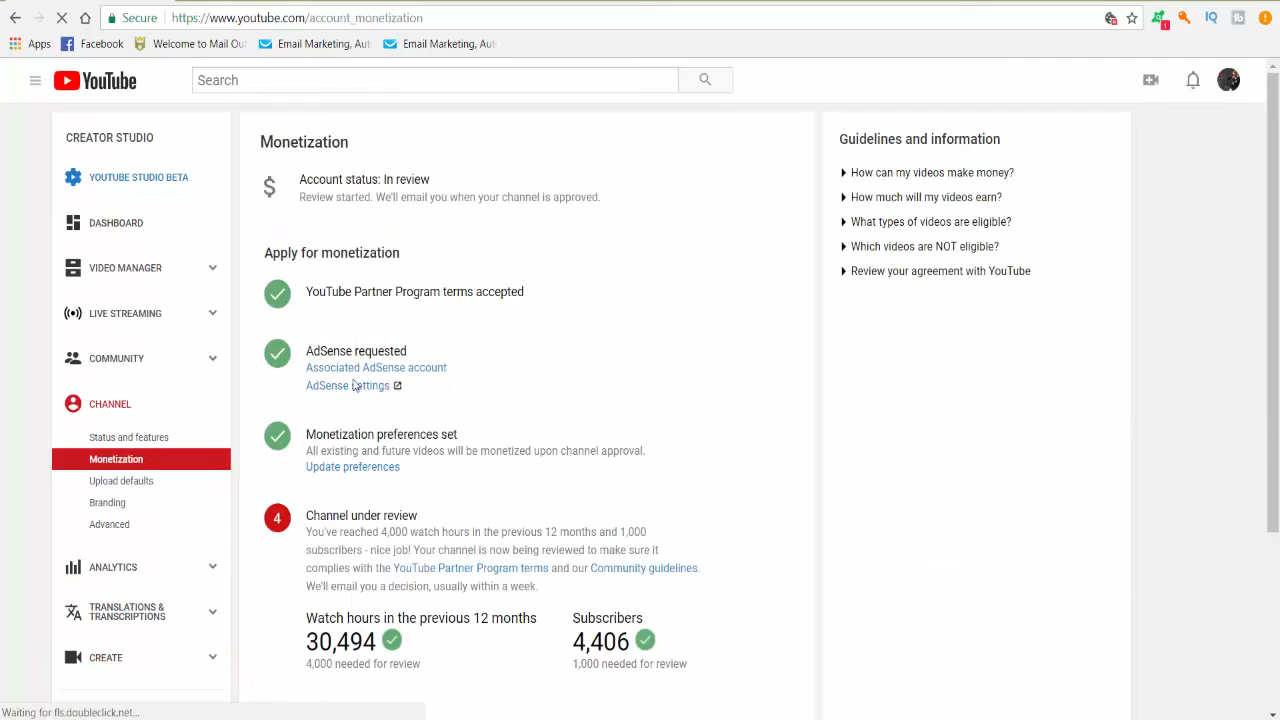 Secure
https://www.youtube.com/account_monetization
1
Apps
Facebook
Welcome to Mail Ou
Email Marketing, Aut
Email Marketing, Aut
YouTube
Search
CREATOR STUDIO
YOUTUBE STUDIO BETA
DASHBOARD
VIDEO MANAGER
LIVE STREAMING
COMMUNITY
CHANNEL
Status and features
Monetization
Upload defaults
Branding
Advanced
ANALYTICS
TRANSLATIONS &
TRANSCRIPTIONS
CREATE
Monetization
$
Account status: In review
Review started. We'll email you when your channel is approved.
Apply for monetization
YouTube Partner Program terms accepted
AdSense requested
Associated AdSense account
AdSense settings
Monetization preferences set
All existing and future videos will be monetized upon channel approval.
Update preferences
4
Channel under review
You've reached 4,000 watch hours in the previous 12 months and 1,000
subscribers - nice job! Your channel is now being reviewed to make sure it
complies with the YouTube Partner Program terms and our Community guidelines.
We'll email you a decision, usually within a week.
Watch hours in the previous 12 months
30,494
4,000 needed for review
Subscribers
4,406
1,000 needed for review
Guidelines and information
How can my videos make money?
How much will my videos earn?
What types of videos are eligible?
Which videos are NOT eligible?
Review your agreement with YouTube
Waiting for fls.doubleclick.net...